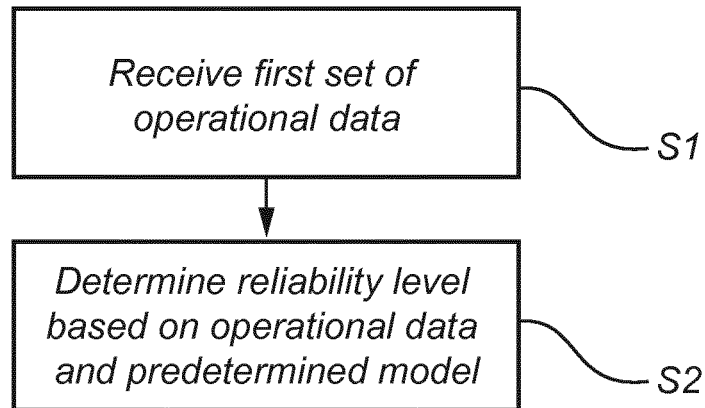 Receive first set of
operational data
S1
Determine reliability level
based on operational data
and predetermined model
S2